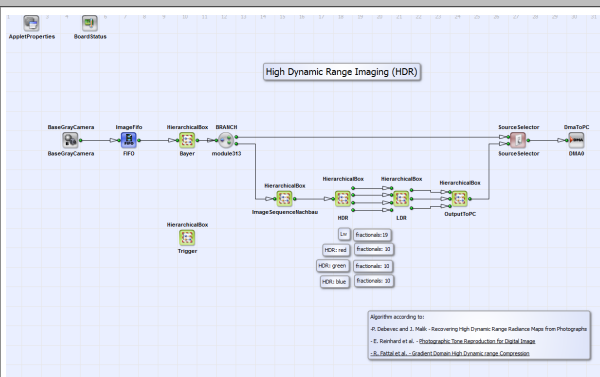 AppletProperties
BoardStatus
High Dynamic Range Imaging (HDR)
BaseGrayCamera
ImageFifo
HierarchicalBox
BRANCH
SourceSelector
DmaToPC
FIFO
BaseGrayCamera
FIFO
Bayer
module3t3
SourceSelector
DMA0
HierarchicalBox
HierarchicalBox
HierarchicalBox
HierarchicalBox
ImageSequenceNachbau
HDR
LDR
OutputToPC
HierarchicalBox
Trigger
fractionals:19
HDR: red
fractionals: 10
HDR: green
fractionals: 10
HDR: blue
fractionals: 10
Algorithm according to:
-P. Debevec and J. Malik - Recovering High Dynamic Range Radiance Maps from Photographs
- E. Reinhard et al. - Photographic Tone Reproduction for Digital Image
- R. Fattal et al. - Gradient Domain High Dynamic range Compression